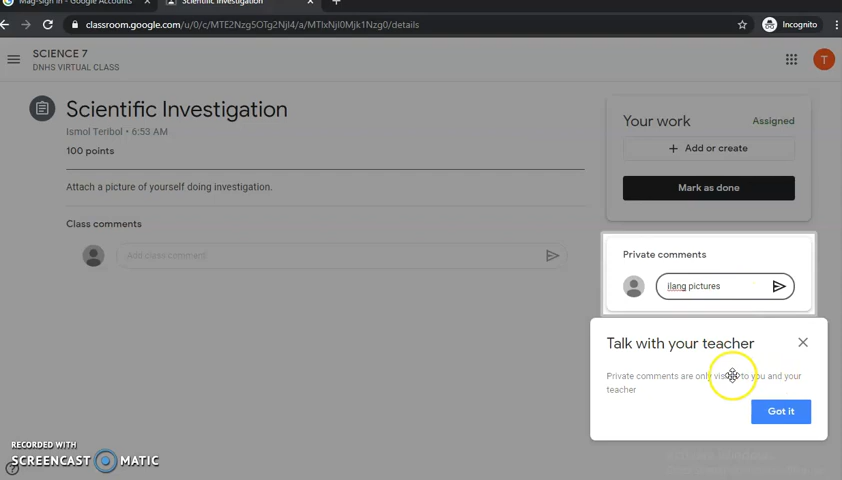 Mag-sign in - Google Accounts
Scientific Investigation
classroom.google.com/u/0/c/MTE2Nzg5OTg2NjI4/a/MTIxNjI0Mjk1Nzg0/details
Incognito
SCIENCE 7
DNHS VIRTUAL CLASS
T
Scientific Investigation
Ismol Teribol • 6:53 AM
100 points
Attach a picture of yourself doing investigation.
Class comments
Add class comment
Your work
Assigned
+ Add or create
Mark as done
Private comments
ilang pictures
Talk with your teacher
Private comments are only visible to you and your
teacher
Got it
RECORDED WITH
SCREENCAST MATIC